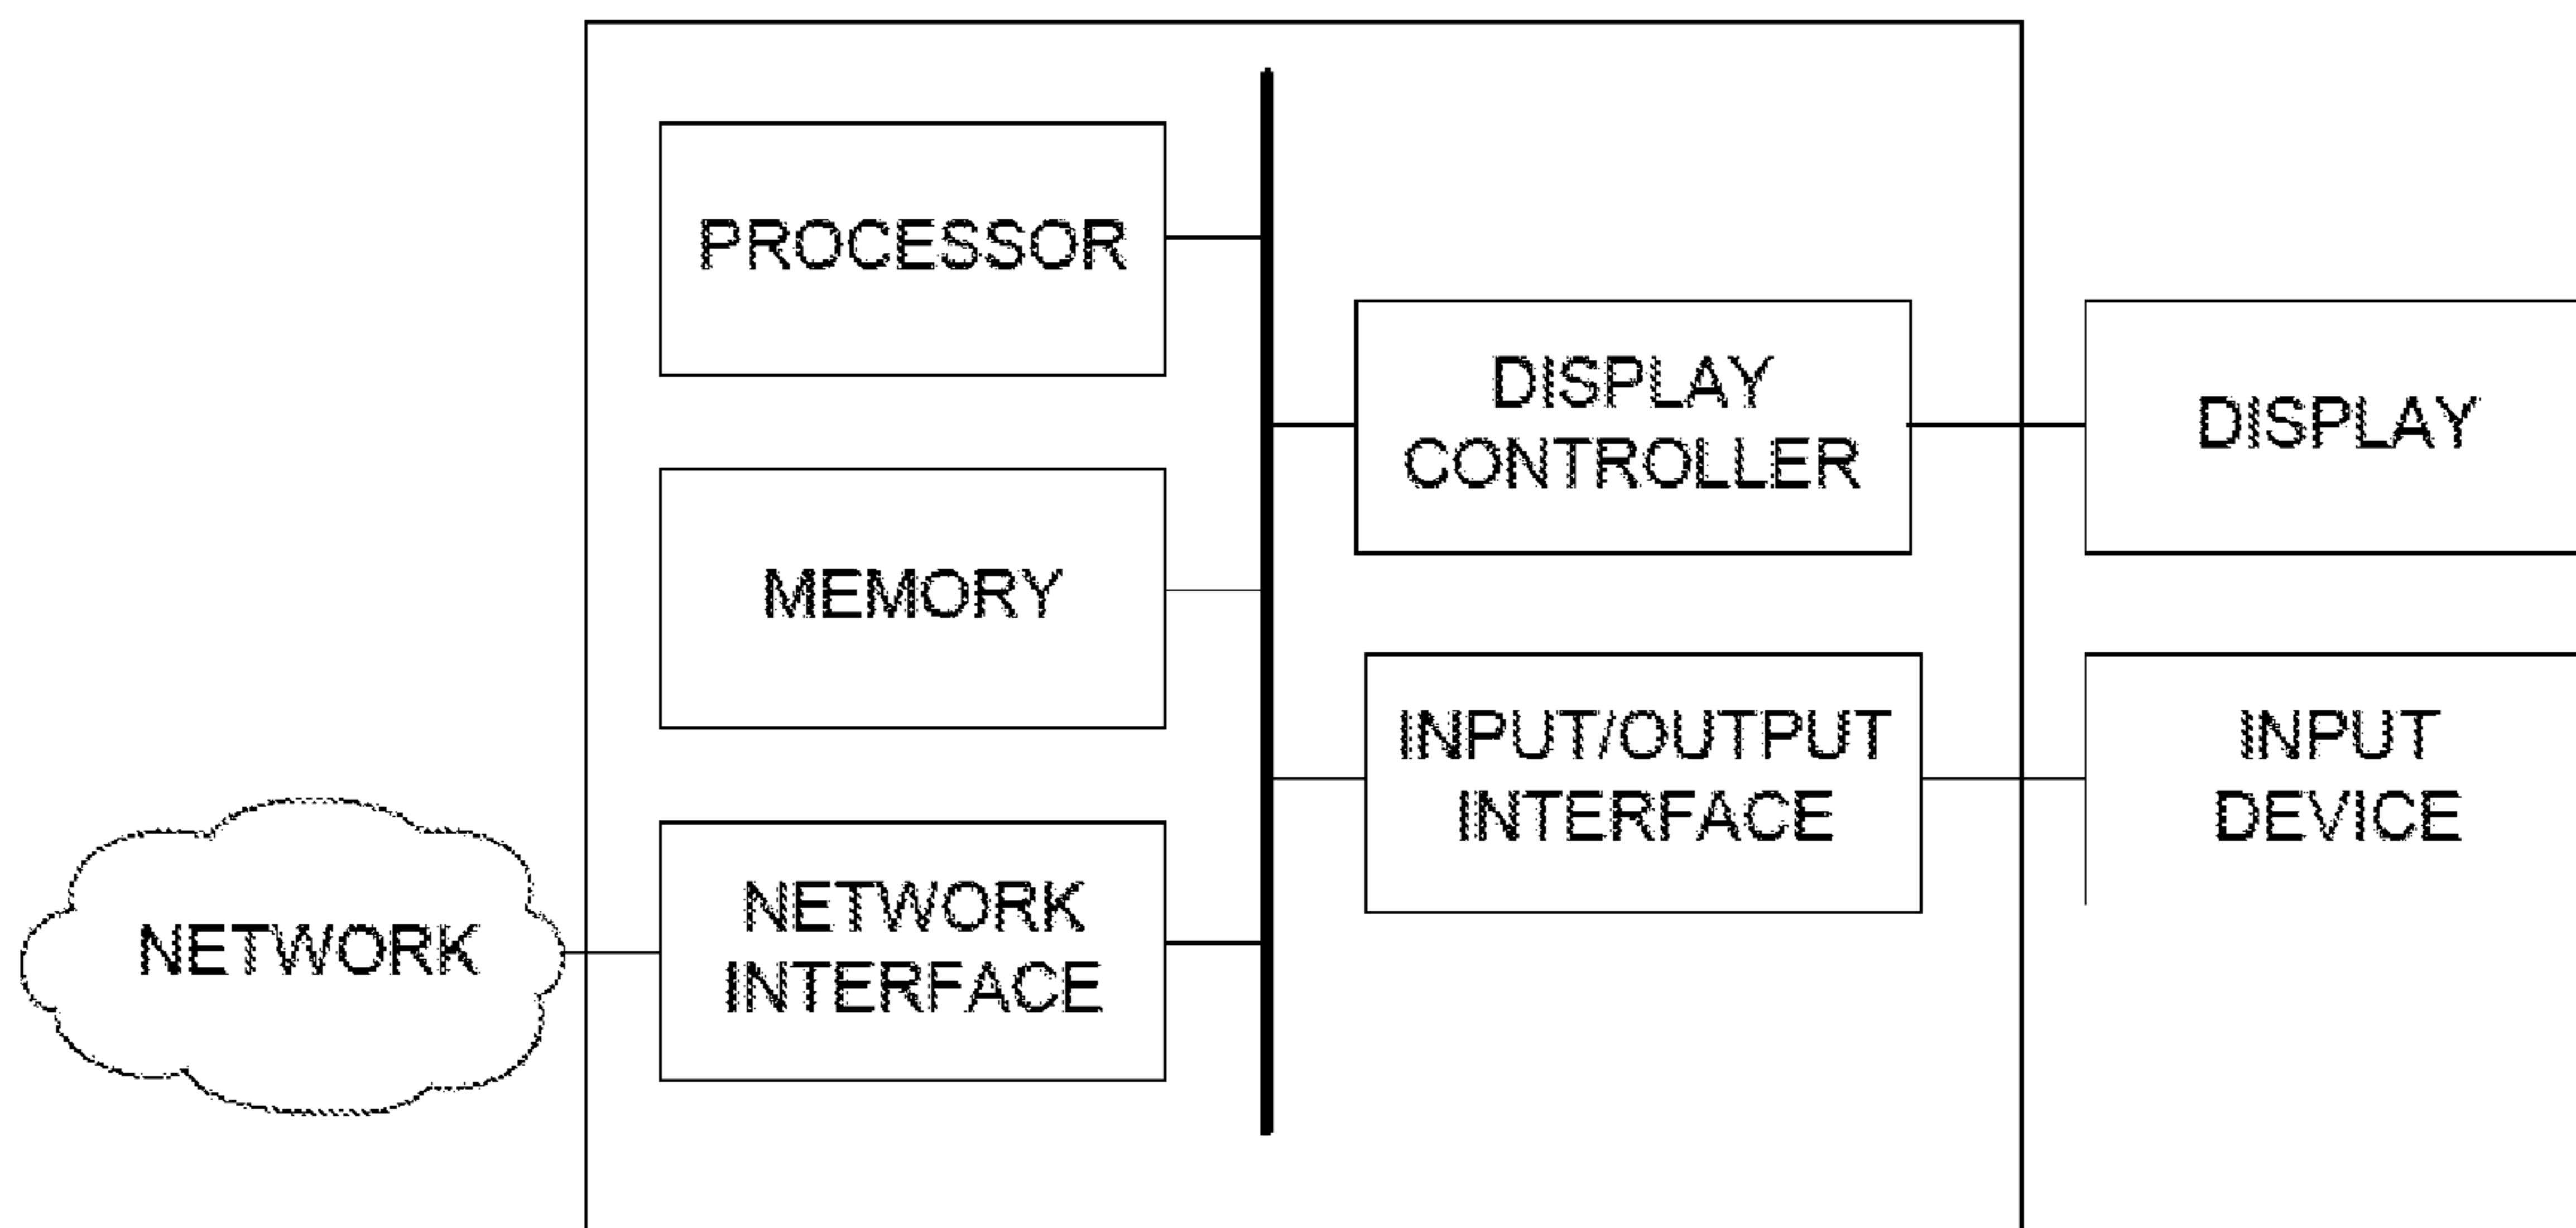 PROCESSOR
DISPLAY
CONTROLLER
DISPLAY
MEMORY
INPUT/OUTPUT
INTERFACE
INPUT
DEVICE
NETWORK
NETWORK
INTERFACE